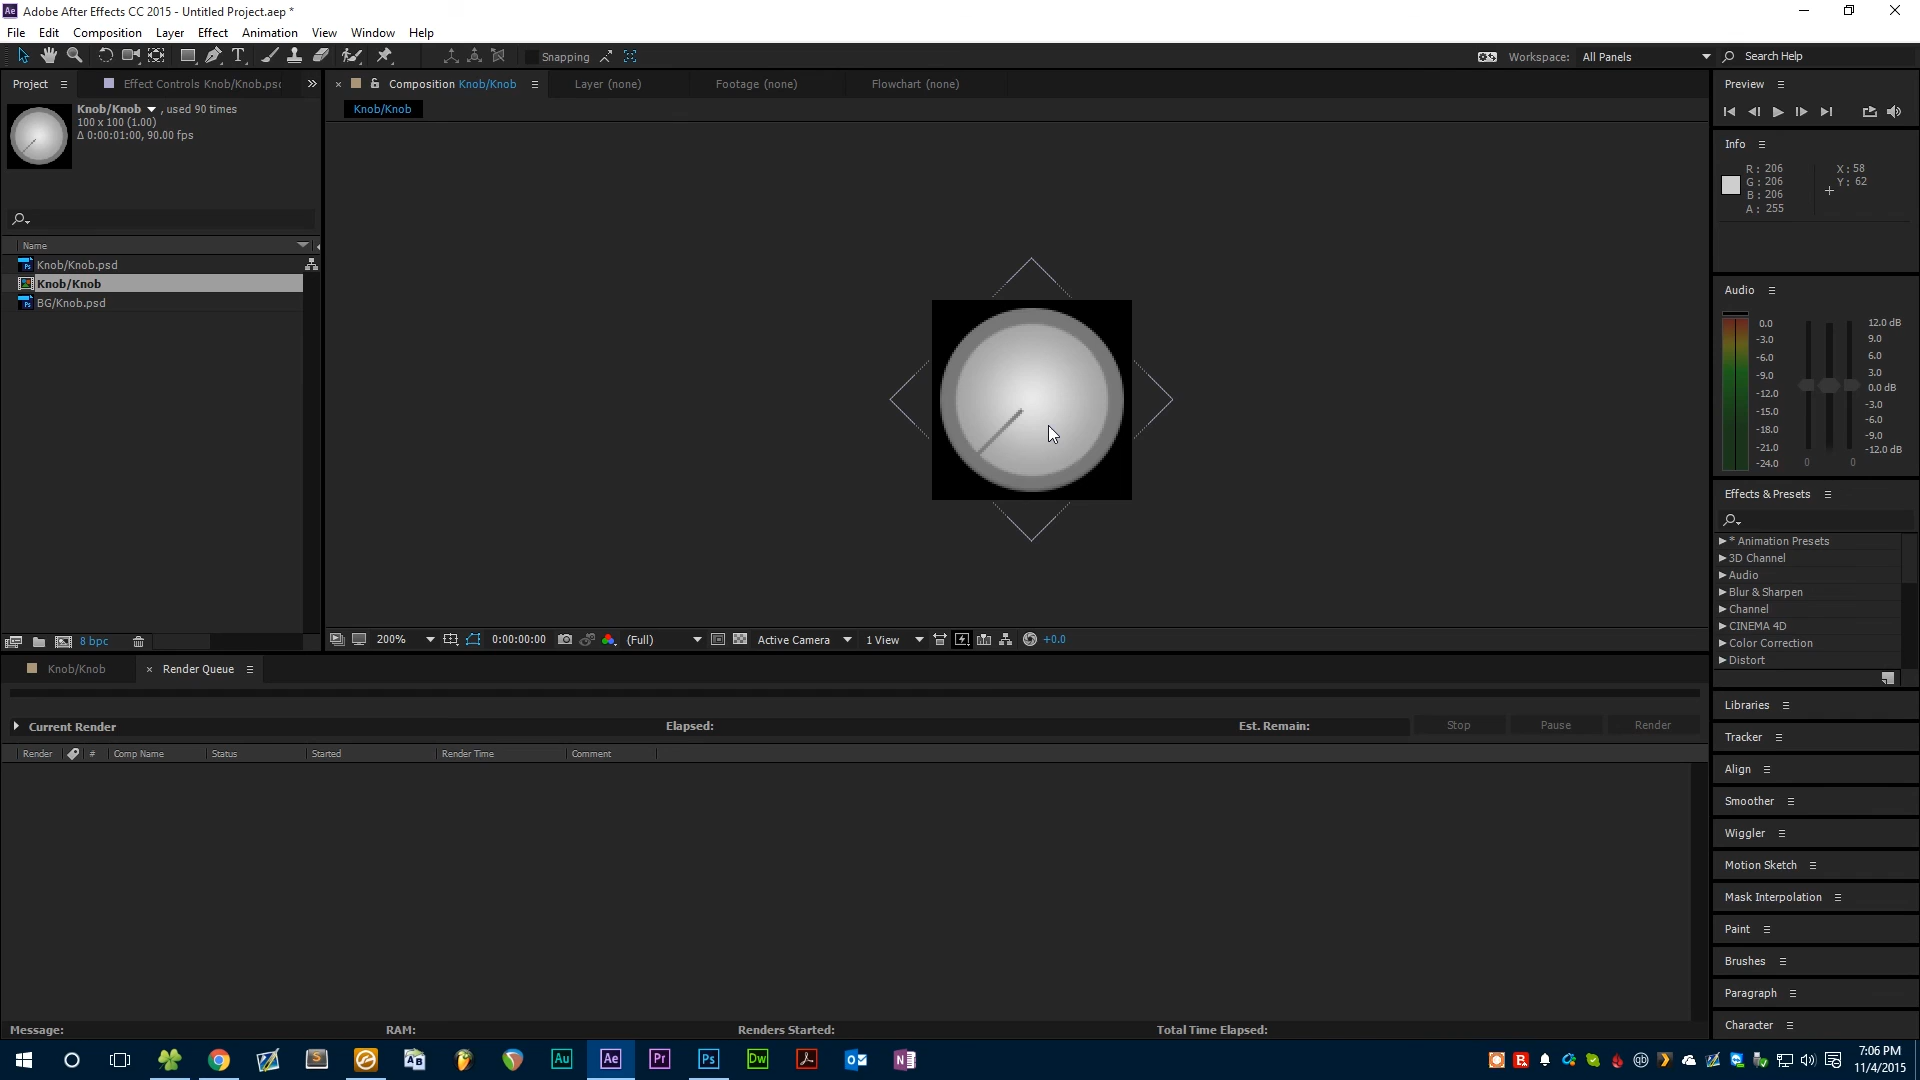 Ae Adobe After Effects CC 2015 - Untitled Project.aep *
File Edit Composition Layer Effect Animation View Window Help
T Snapping Workspace: All Panels Search Help
Project Effect Controls Knob/Knob.psc
Composition Knob/Knob Layer (none) Footage (none) Flowchart (none)
Preview
Knob/Knob , used 90 times
100 x 100 (1.00)
Δ 0:00:01:00, 90.00 fps
Knob/Knob
Info
R: 206
G: 206
B: 206
A: 255
X: 58
Y: 62
Name
Knob/Knob.psd
Knob/Knob
BG/Knob.psd
Audio
0.0
-3.0
-6.0
-9.0
-12.0
-15.0
-18.0
-21.0
-24.0
12.0 dB
9.0
6.0
3.0
0.0 dB
-3.0
-6.0
-9.0
-12.0 dB
0 0
Effects & Presets
* Animation Presets
3D Channel
Audio
Blur & Sharpen
Channel
CINEMA 4D
Color Correction
Distort
8 bpc
200% 0:00:00:00 (Full) Active Camera 1 View +0.0
Knob/Knob × Render Queue
Current Render Elapsed: Est. Remain: Stop Pause Render
Render # Comp Name Status Started Render Time Comment
Libraries
Tracker
Align
Smoother
Wiggler
Motion Sketch
Mask Interpolation
Paint
Brushes
Paragraph
Character
Message: RAM: Renders Started: Total Time Elapsed:
S AB Au Ae Pr Ps Dw N
7:06 PM
11/4/2015